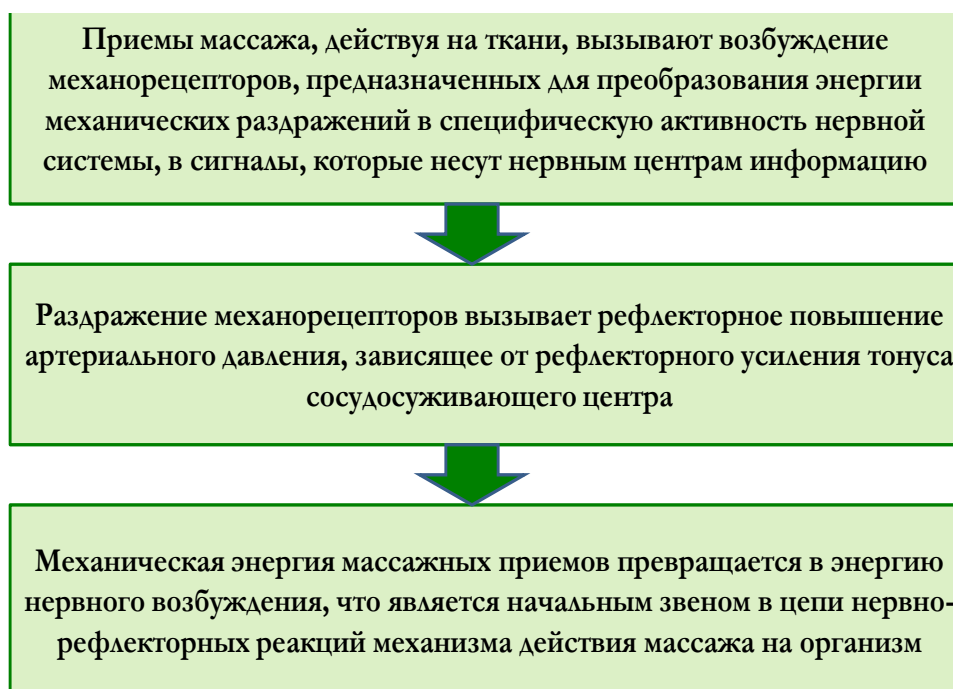 Приемы массажа, действуя на ткани, вызывают возбуждение
механорецепторов, предназначенных для преобразования энергии
механических раздражений в специфическую активность нервной
системы, в сигналы, которые несут нервным центрам информацию
Раздражение механорецепторов вызывает рефлекторное повышение
артериального давления, зависящее от рефлекторного усиления тонуса
сосудосуживающего центра
Механическая энергия массажных приемов превращается в энергию
нервного возбуждения, что является начальным звеном в цепи нервно-
рефлекторных реакций механизма действия массажа на организм